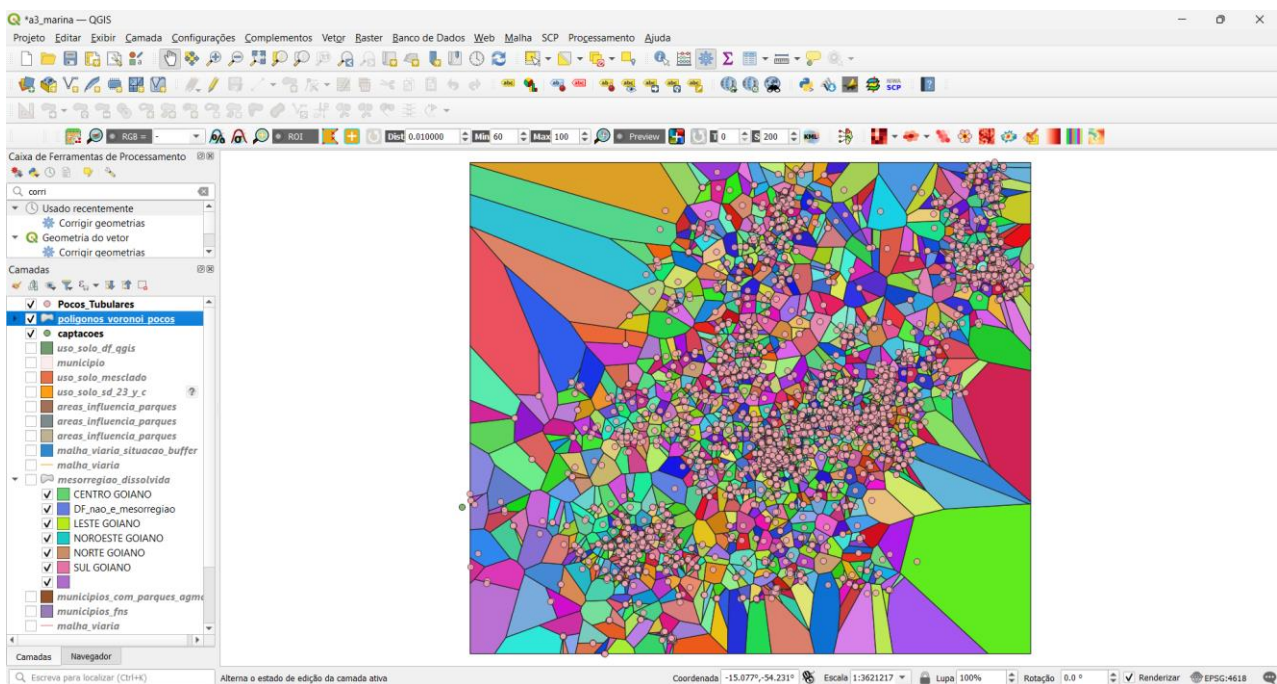 *a3_marina — QGIS
Projeto Editar Exibir Camada Configurações Complementos Vetor Raster Banco de Dados Web Malha SCP Processamento Ajuda
RGB = - ROI Dist 0.010000 Min 60 Max 100 Preview T 0 S 200 KML
Caixa de Ferramentas de Processamento
corri
Usado recentemente
Corrigir geometrias
Geometria do vetor
Corrigir geometrias
Camadas
Pocos_Tubulares
poligonos_voronoi_pocos
captacoes
uso_solo_df_qgis
municipio
uso_solo_mesclado
uso_solo_sd_23_y_c ?
areas_influencia_parques
areas_influencia_parques
areas_influencia_parques
malha_viaria_situacao_buffer
malha_viaria
mesorregiao_dissolvida
CENTRO GOIANO
DF_nao_e_mesorregiao
LESTE GOIANO
NOROESTE GOIANO
NORTE GOIANO
SUL GOIANO
municipios_com_parques_agma
municipios_fns
malha_viaria
Camadas Navegador
Escreva para localizar (Ctrl+K) Alterna o estado de edição da camada ativa Coordenada -15.077°,-54.231° Escala 1:3621217 Lupa 100% Rotação 0.0 ° Renderizar EPSG:4618